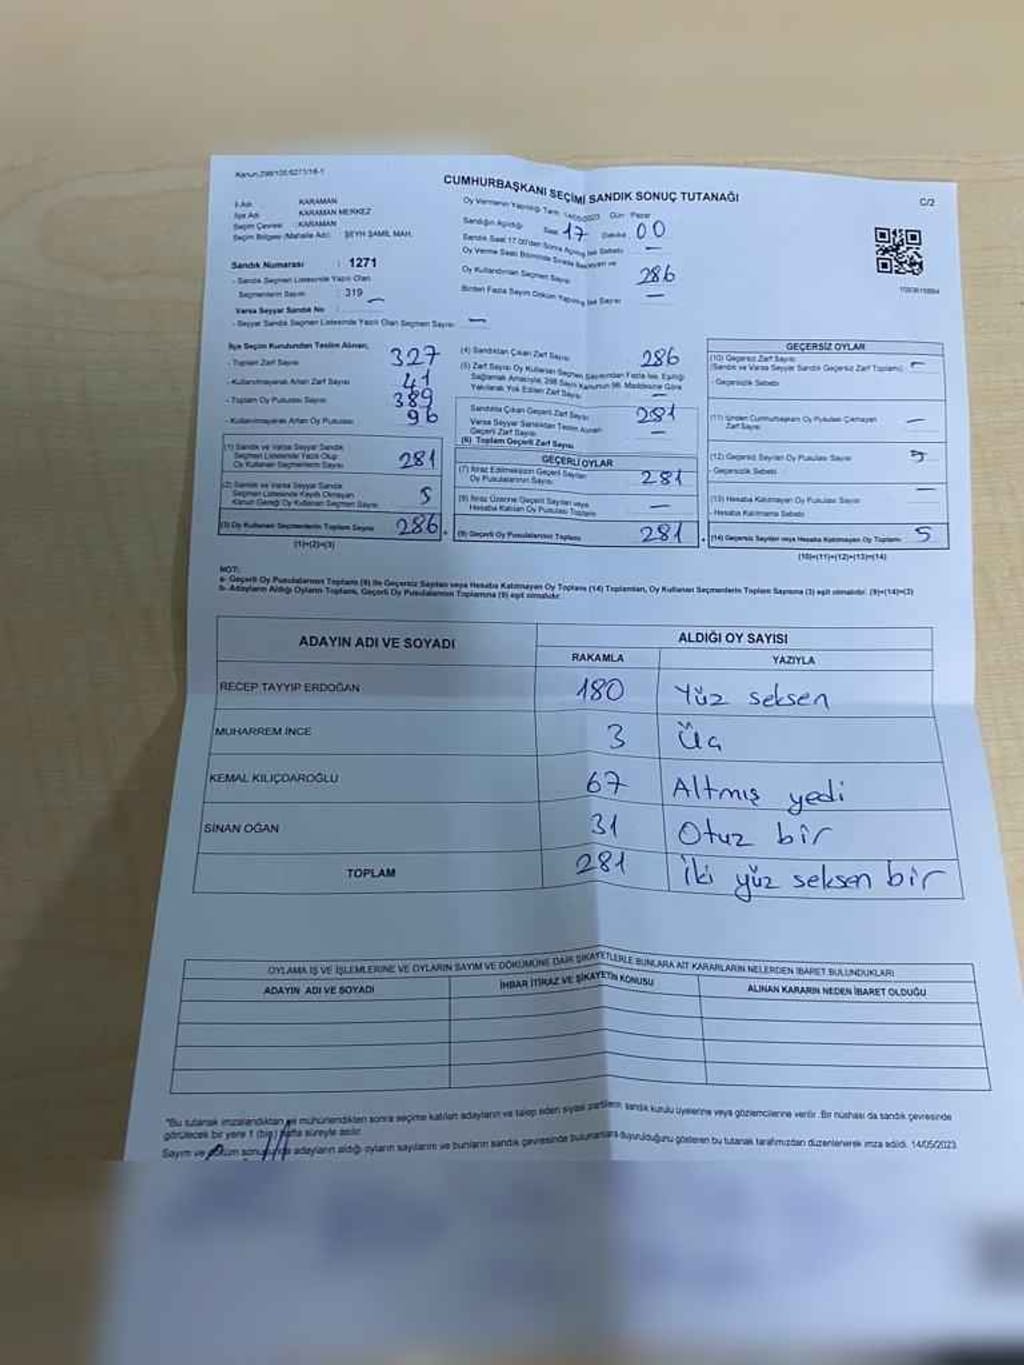 Kanun:298/105/6271/16-1
CUMHURBAŞKANI SEÇİMİ SANDIK SONUÇ TUTANAĞI
C/2
İl Adı : KARAMAN
İlçe Adı : KARAMAN MERKEZ
Seçim Çevresi : KARAMAN
Seçim Bölgesi (Mahalle Adı) : ŞEYH ŞAMİL MAH.
Sandık Numarası : 1271
- Sandık Seçmen Listesinde Yazılı Olan
Seçmenlerin Sayısı : 319
Varsa Seyyar Sandık No : —
- Seyyar Sandık Seçmen Listesinde Yazılı Olan Seçmen Sayısı: —
Oy Vermenin Yapıldığı Tarih: 14/05/2023 Gün: Pazar
Sandığın Açıldığı Saat 17 Dakika 00
Sandık Saat 17.00'den Sonra Açılmış İse Sebebi —
Oy Verme Saati Bitiminde Sırada Bekleyen ve
Oy Kullandırılan Seçmen Sayısı 286
Birden Fazla Sayım Döküm Yapılmış İse Sayısı —
İlçe Seçim Kurulundan Teslim Alınan;
- Toplam Zarf Sayısı 327
- Kullanılmayarak Artan Zarf Sayısı 41
- Toplam Oy Pusulası Sayısı 389
- Kullanılmayarak Artan Oy Pusulası 96
(1) Sandık ve Varsa Seyyar Sandık
Seçmen Listesinde Yazılı Olup
Oy Kullanan Seçmenlerin Sayısı 281
(2) Sandık ve Varsa Seyyar Sandık
Seçmen Listesinde Kayıtlı Olmayan
Kanun Gereği Oy Kullanan Seçmen Sayısı 5
(3) Oy Kullanan Seçmenlerin Toplam Sayısı 286.
(1)+(2)=(3)
(4) Sandıktan Çıkan Zarf Sayısı 286
(5) Zarf Sayısı Oy Kullanan Seçmen Sayısından Fazla İse, Eşitliği
Sağlamak Amacıyla, 298 Sayılı Kanunun 98. Maddesine Göre
Yakılarak Yok Edilen Zarf Sayısı —
Sandıkta Çıkan Geçerli Zarf Sayısı 281
Varsa Seyyar Sandıktan Teslim Alınan
Geçerli Zarf Sayısı —
(6) Toplam Geçerli Zarf Sayısı
GEÇERLİ OYLAR
(7) İtiraz Edilmeksizin Geçerli Sayılan
Oy Pusulalarının Sayısı 281
(8) İtiraz Üzerine Geçerli Sayılan veya
Hesaba Katılan Oy Pusulası Toplamı —
(9) Geçerli Oy Pusulalarının Toplamı 281.
GEÇERSİZ OYLAR
(10) Geçersiz Zarf Sayısı
(Sandık ve Varsa Seyyar Sandık Geçersiz Zarf Toplamı) —
- Geçersizlik Sebebi
(11) İçinden Cumhurbaşkanı Oy Pusulası Çıkmayan
Zarf Sayısı —
(12) Geçersiz Sayılan Oy Pusulası Sayısı 5
- Geçersizlik Sebebi
(13) Hesaba Katılmayan Oy Pusulası Sayısı —
- Hesaba Katılmama Sebebi
(14) Geçersiz Sayılan veya Hesaba Katılmayan Oy Toplamı 5
(10)+(11)+(12)+(13)=(14)
NOT:
a- Geçerli Oy Pusulalarının Toplamı (9) ile Geçersiz Sayılan veya Hesaba Katılmayan Oy Toplamı (14) Toplamları, Oy Kullanan Seçmenlerin Toplam Sayısına (3) eşit olmalıdır. (9)+(14)=(3)
b- Adayların Aldığı Oyların Toplamı, Geçerli Oy Pusulalarının Toplamına (9) eşit olmalıdır.
ADAYIN ADI VE SOYADI ALDIĞI OY SAYISI
RAKAMLA YAZIYLA
RECEP TAYYIP ERDOĞAN 180 Yüz seksen
MUHARREM İNCE 3 Üç
KEMAL KILIÇDAROĞLU 67 Altmış yedi
SİNAN OĞAN 31 Otuz bir
TOPLAM 281 İki yüz seksen bir
OYLAMA İŞ VE İŞLEMLERİNE VE OYLARIN SAYIM VE DÖKÜMÜNE DAİR ŞİKAYETLERLE BUNLARA AİT KARARLARIN NELERDEN İBARET BULUNDUKLARI
ADAYIN ADI VE SOYADI İHBAR İTİRAZ VE ŞİKAYETİN KONUSU ALINAN KARARIN NEDEN İBARET OLDUĞU
"Bu tutanak imzalandıktan ve mühürlendikten sonra seçime katılan adayların ve talep eden siyasi partilerin sandık kurulu üyelerine veya gözlemcilerine verilir. Bir nüshası da sandık çevresinde
görülecek bir yere 1 (bir) hafta süreyle asılır.
Sayım ve döküm sonucunda adayların aldığı oyların sayılarını ve bunların sandık çevresinde bulunanlara duyurulduğunu gösteren bu tutanak tarafımızdan düzenlenerek imza edildi. 14/05/2023